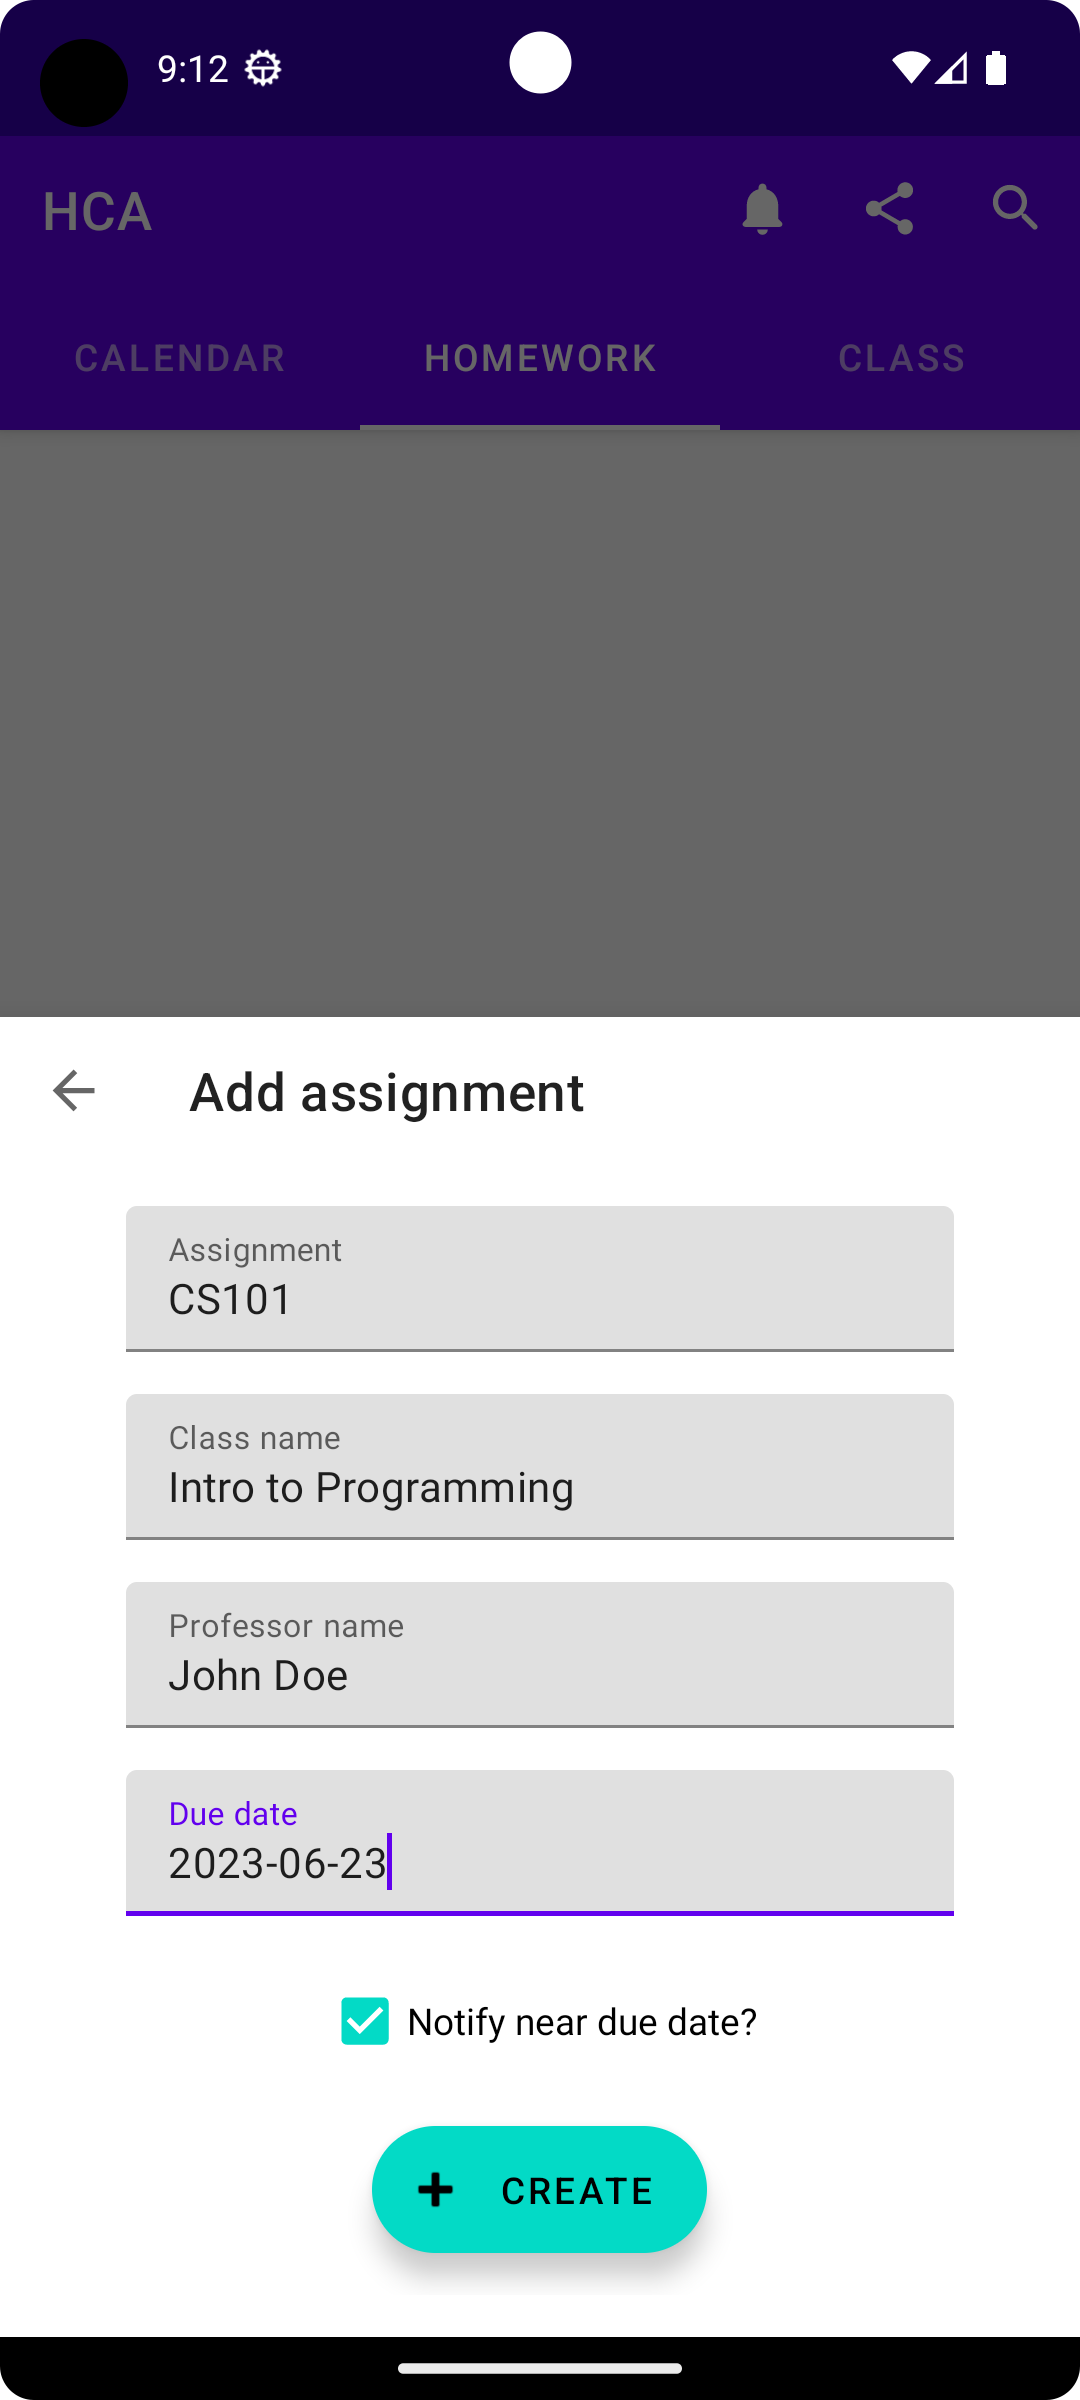 9:12
HCA
CALENDAR HOMEWORK CLASS
Add assignment
Assignment
CS101
Class name
Intro to Programming
Professor name
John Doe
Due date
2023-06-23
Notify near due date?
CREATE